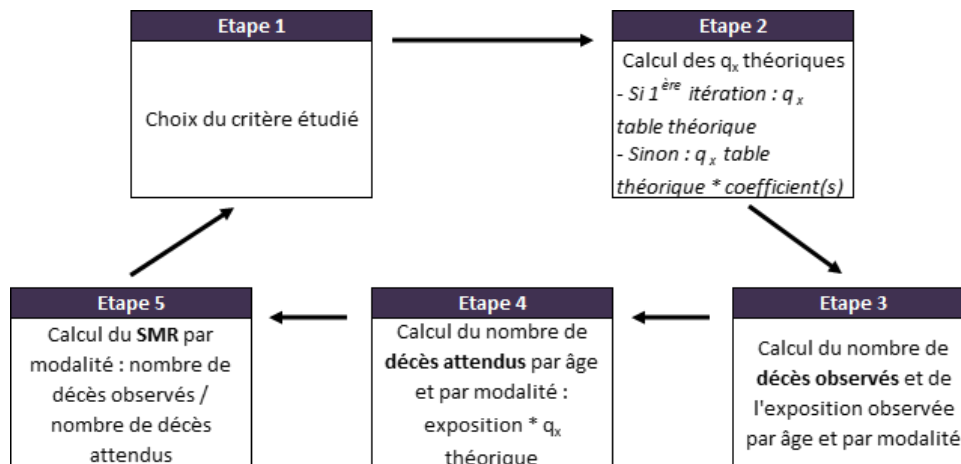 Etape 1
Choix du critère étudié
Etape 2
Calcul des qx théoriques
- Si 1ère itération : qx
table théorique
- Sinon : qx table
théorique * coefficient(s)
Etape 3
Calcul du nombre de
décès observés et de
l'exposition observée
par âge et par modalité
Etape 4
Calcul du nombre de
décès attendus par âge
et par modalité :
exposition * qx
théorique
Etape 5
Calcul du SMR par
modalité : nombre de
décès observés /
nombre de décès
attendus